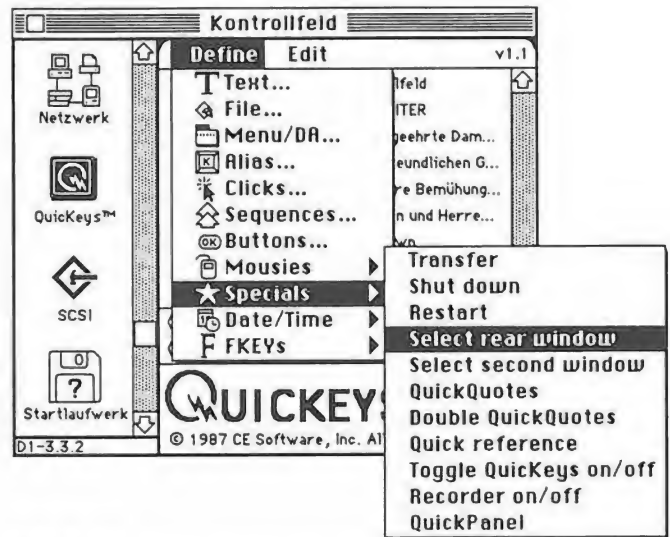 Kontrollfeld
Netzwerk
QuicKeys™
SCSI
?
Startlaufwerk
D1-3.3.2
Define Edit v1.1
Text...
File...
Menu/DA...
K Alias...
Clicks...
Sequences...
OK Buttons...
Mousies
Specials
Date/Time
F FKEYs
lfeld
ITER
geehrte Dam...
eundlichen G...
re Bemühung...
n und Herre...
QUICKEY
© 1987 CE Software, Inc. Al
Transfer
Shut down
Restart
Select rear window
Select second window
QuickQuotes
Double QuickQuotes
Quick reference
Toggle QuicKeys on/off
Recorder on/off
QuickPanel